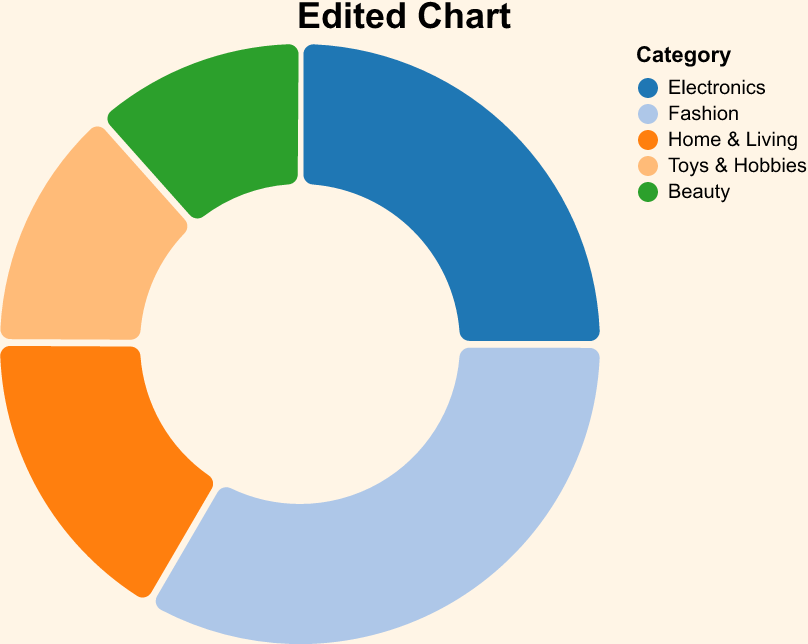 Edited Chart
Category
Electronics
Fashion
Home & Living
Toys & Hobbies
Beauty